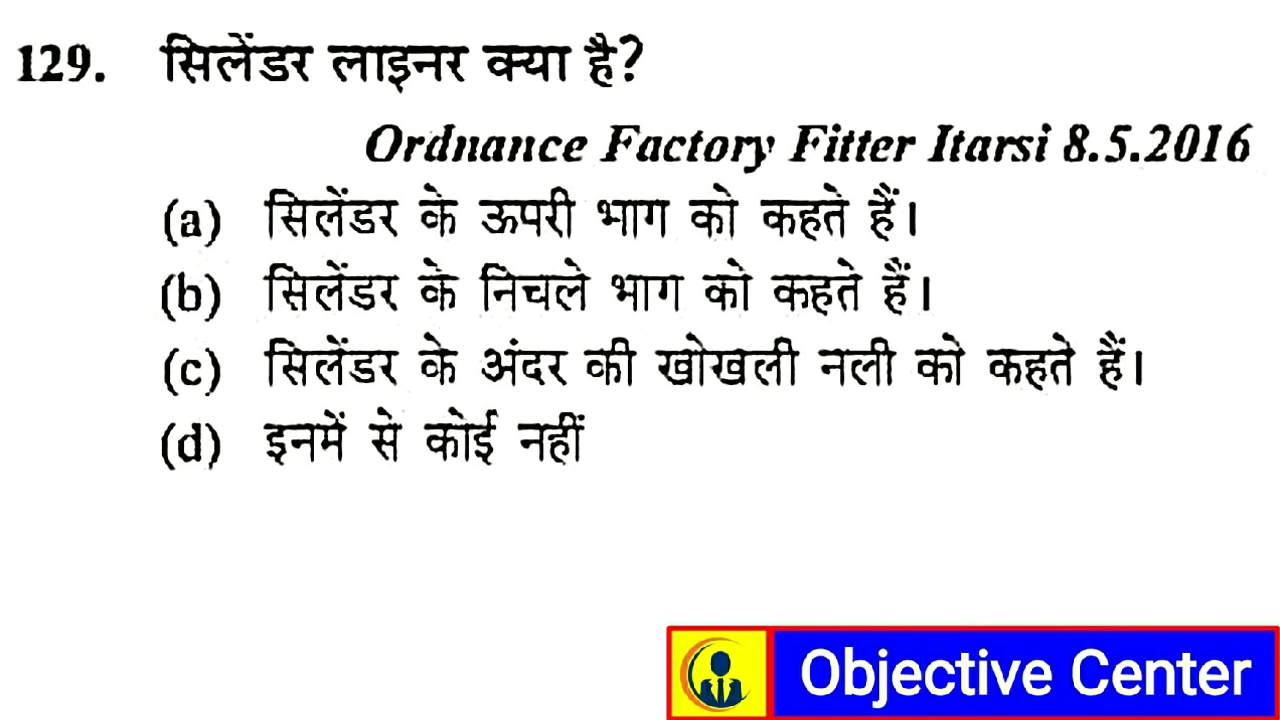 129. सिलेंडर लाइनर क्या है?
Ordnance Factory Fitter Itarsi 8.5.2016
(a) सिलेंडर के ऊपरी भाग को कहते हैं।
(b) सिलेंडर के निचले भाग को कहते हैं।
(c) सिलेंडर के अंदर की खोखली नली को कहते हैं।
(d) इनमें से कोई नहीं
Objective Center